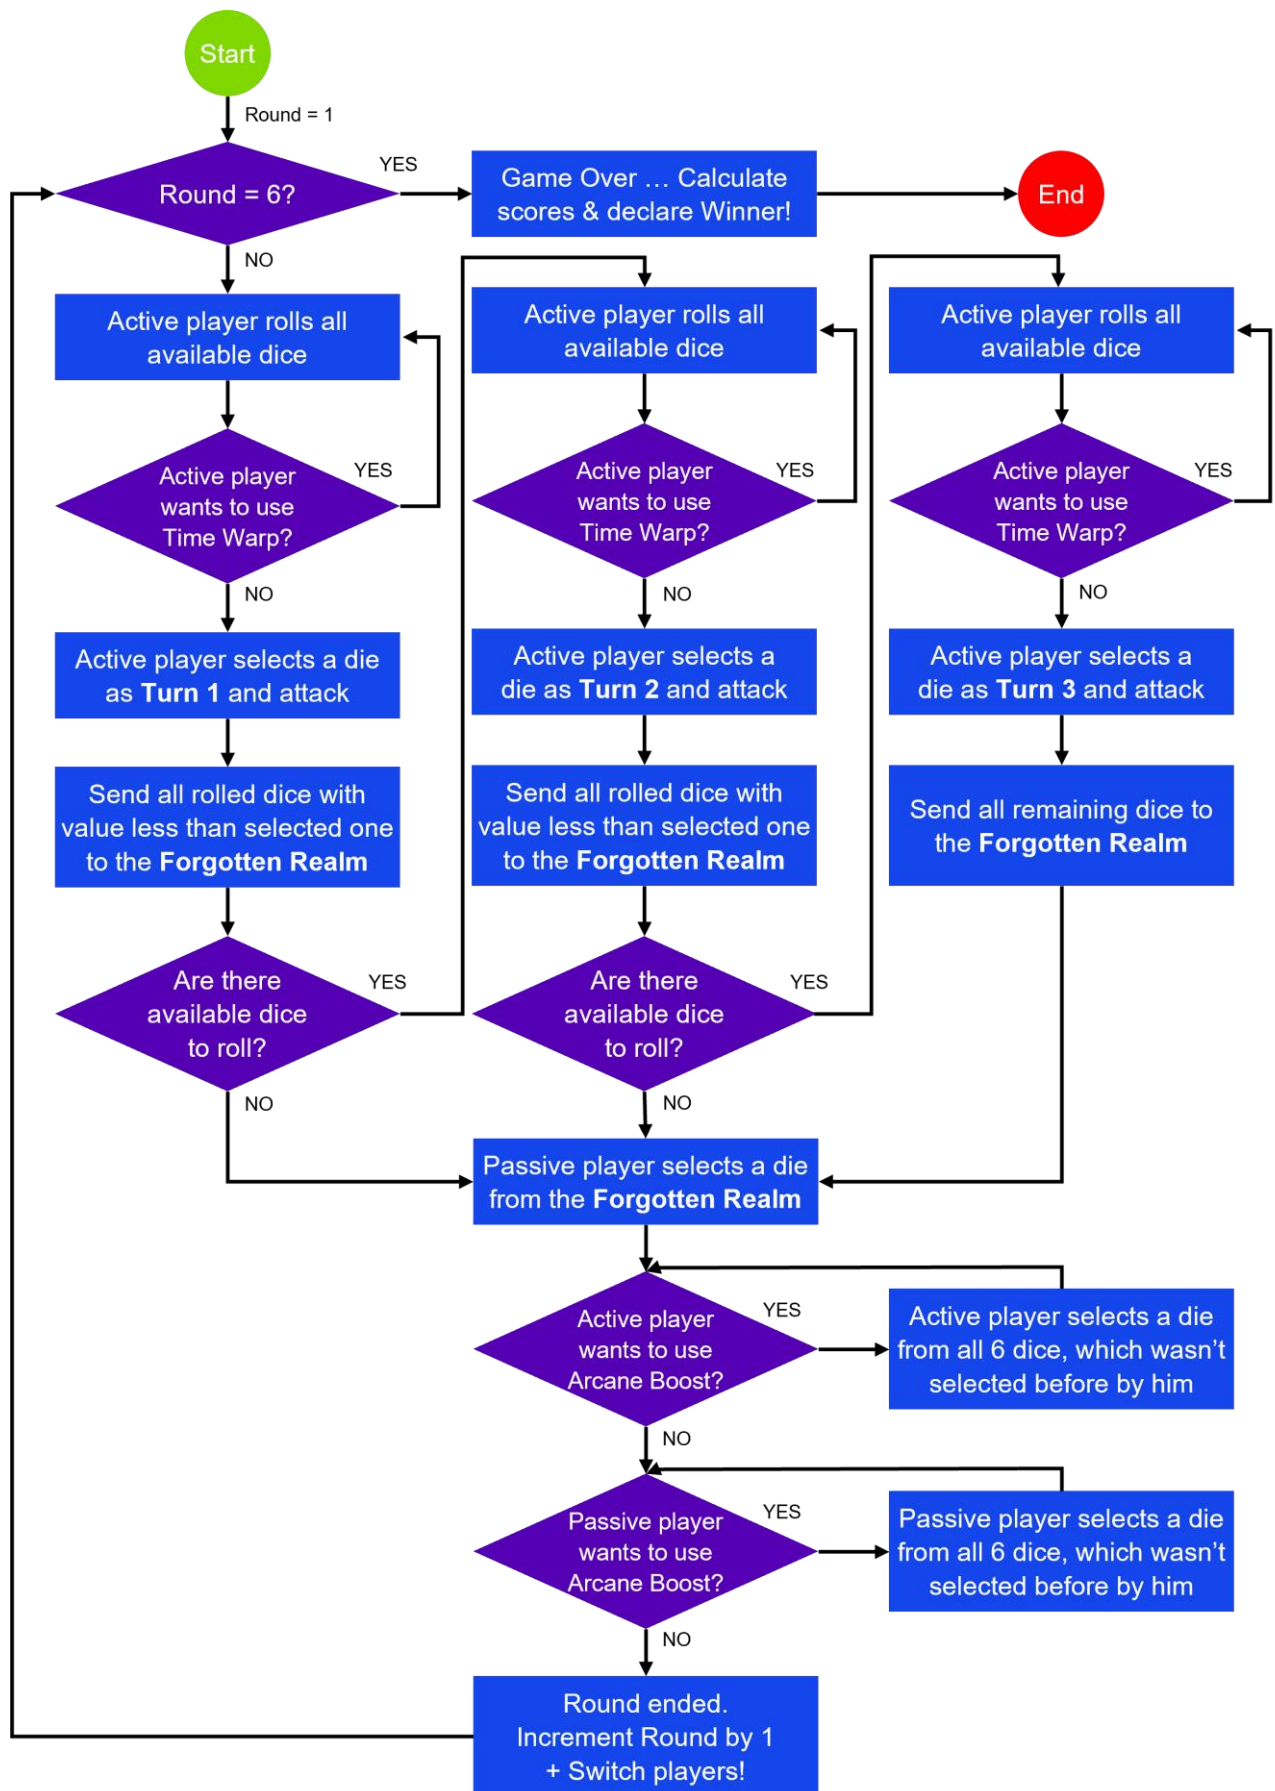 Start
Round = 1
Round = 6?
YES
Game Over ... Calculate
scores & declare Winner!
End
NO
Active player rolls all
available dice
Active player
wants to use
Time Warp?
YES
NO
Active player selects a die
as Turn 1 and attack
Send all rolled dice with
value less than selected one
to the Forgotten Realm
Are there
available dice
to roll?
YES
NO
Active player rolls all
available dice
Active player
wants to use
Time Warp?
YES
NO
Active player selects a
die as Turn 2 and attack
Send all rolled dice with
value less than selected one
to the Forgotten Realm
Are there
available dice
to roll?
YES
NO
Active player rolls all
available dice
Active player
wants to use
Time Warp?
YES
NO
Active player selects a
die as Turn 3 and attack
Send all remaining dice to
the Forgotten Realm
Passive player selects a die
from the Forgotten Realm
Active player
wants to use
Arcane Boost?
YES
Active player selects a die
from all 6 dice, which wasn't
selected before by him
NO
Passive player
wants to use
Arcane Boost?
YES
Passive player selects a die
from all 6 dice, which wasn't
selected before by him
NO
Round ended.
Increment Round by 1
+ Switch players!